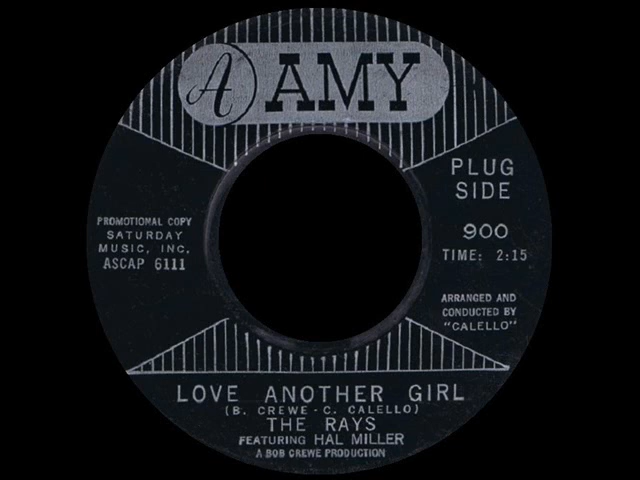 A AMY
PLUG
SIDE
900
TIME: 2:15
PROMOTIONAL COPY
SATURDAY
MUSIC, INC.
ASCAP 6111
ARRANGED AND
CONDUCTED BY
"CALELLO"
LOVE ANOTHER GIRL
(B. CREWE - C. CALELLO)
THE RAYS
FEATURING HAL MILLER
A BOB CREWE PRODUCTION